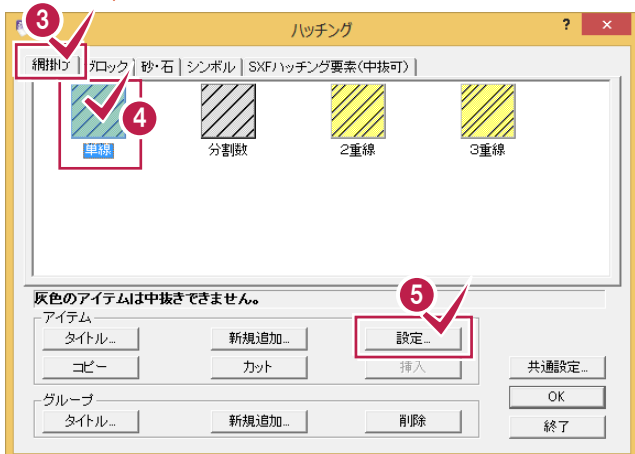 3
ハッチング ? ×
網掛け ブロック 砂・石 シンボル SXFハッチング要素(中抜可)
4
単線 分割数 2重線 3重線
灰色のアイテムは中抜きできません。
5
アイテム
タイトル... 新規追加... 設定...
コピー カット 挿入 共通設定...
グループ OK
タイトル... 新規追加... 削除 終了